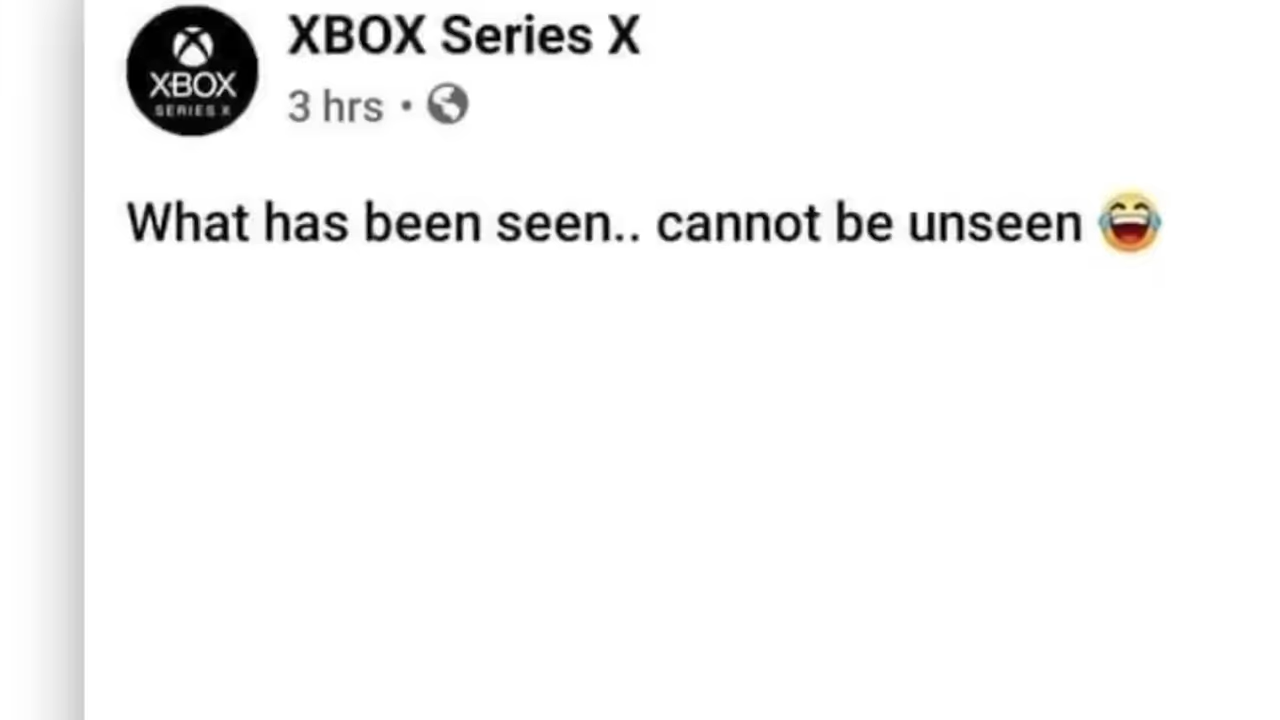 XBOX
SERIES X
XBOX Series X
3 hrs •
What has been seen.. cannot be unseen 😂